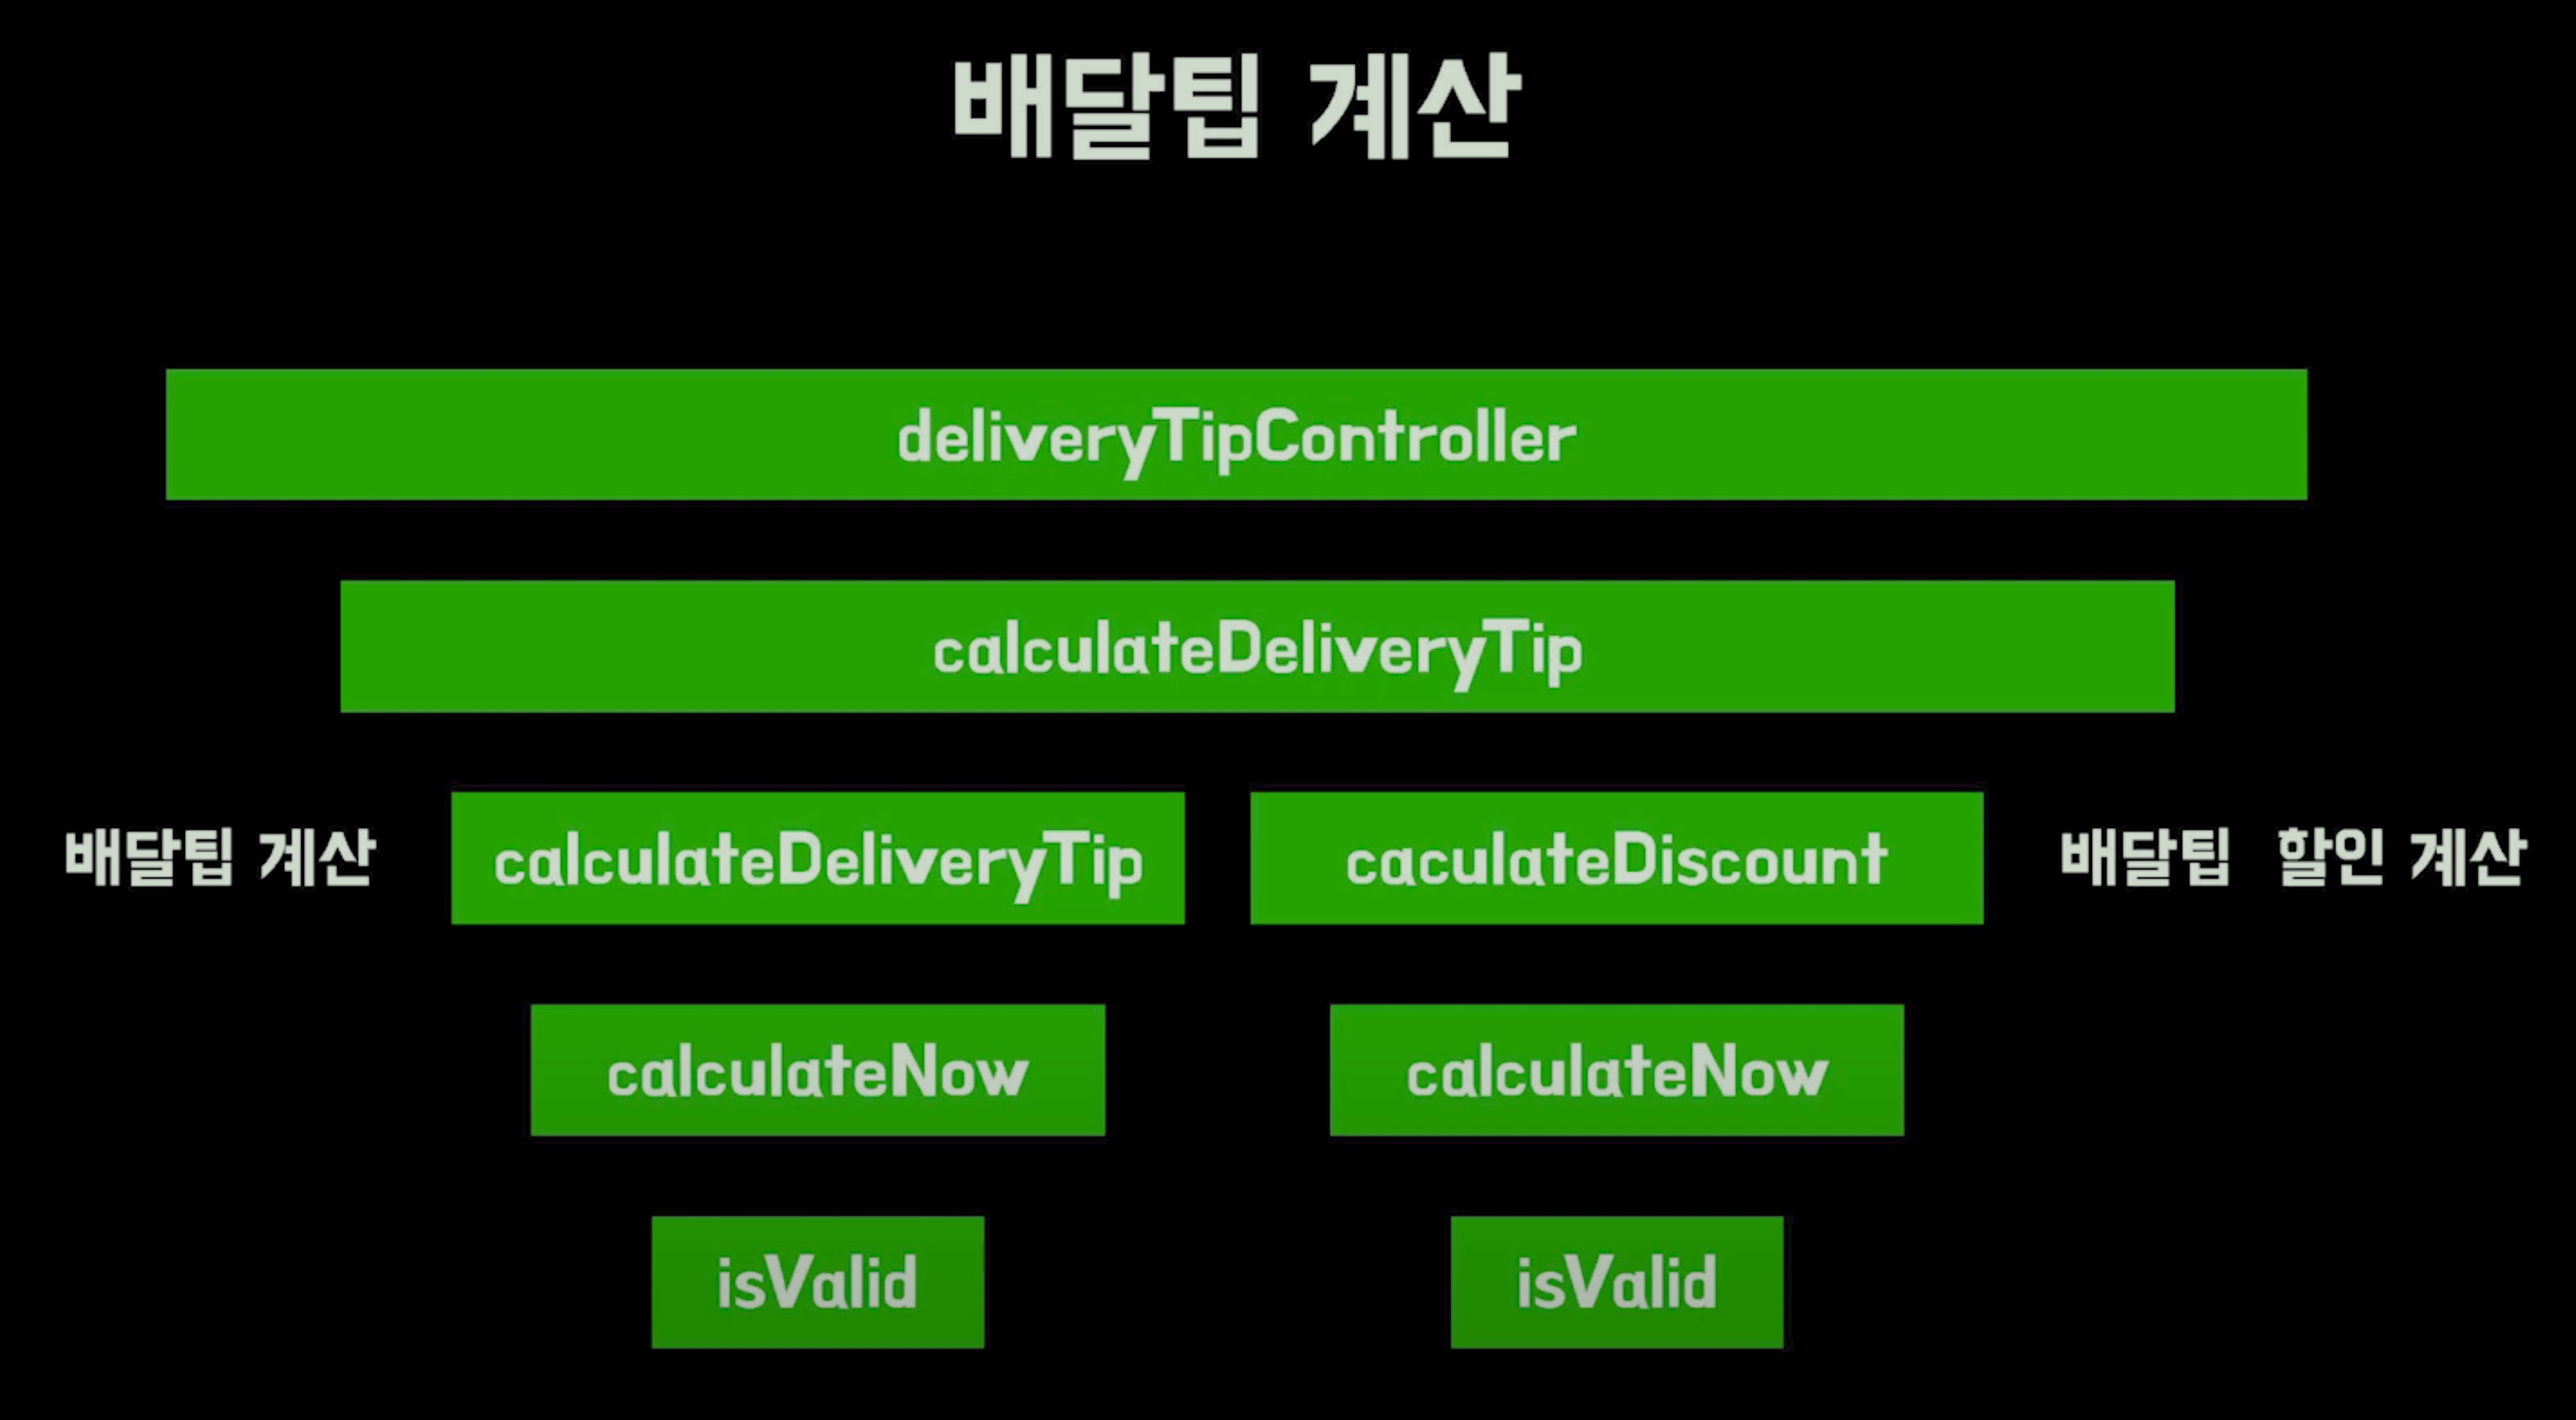 배달팁 계산
deliveryTipController
calculateDeliveryTip
배달팁 계산 calculateDeliveryTip caculateDiscount 배달팁 할인 계산
calculateNow calculateNow
isValid isValid